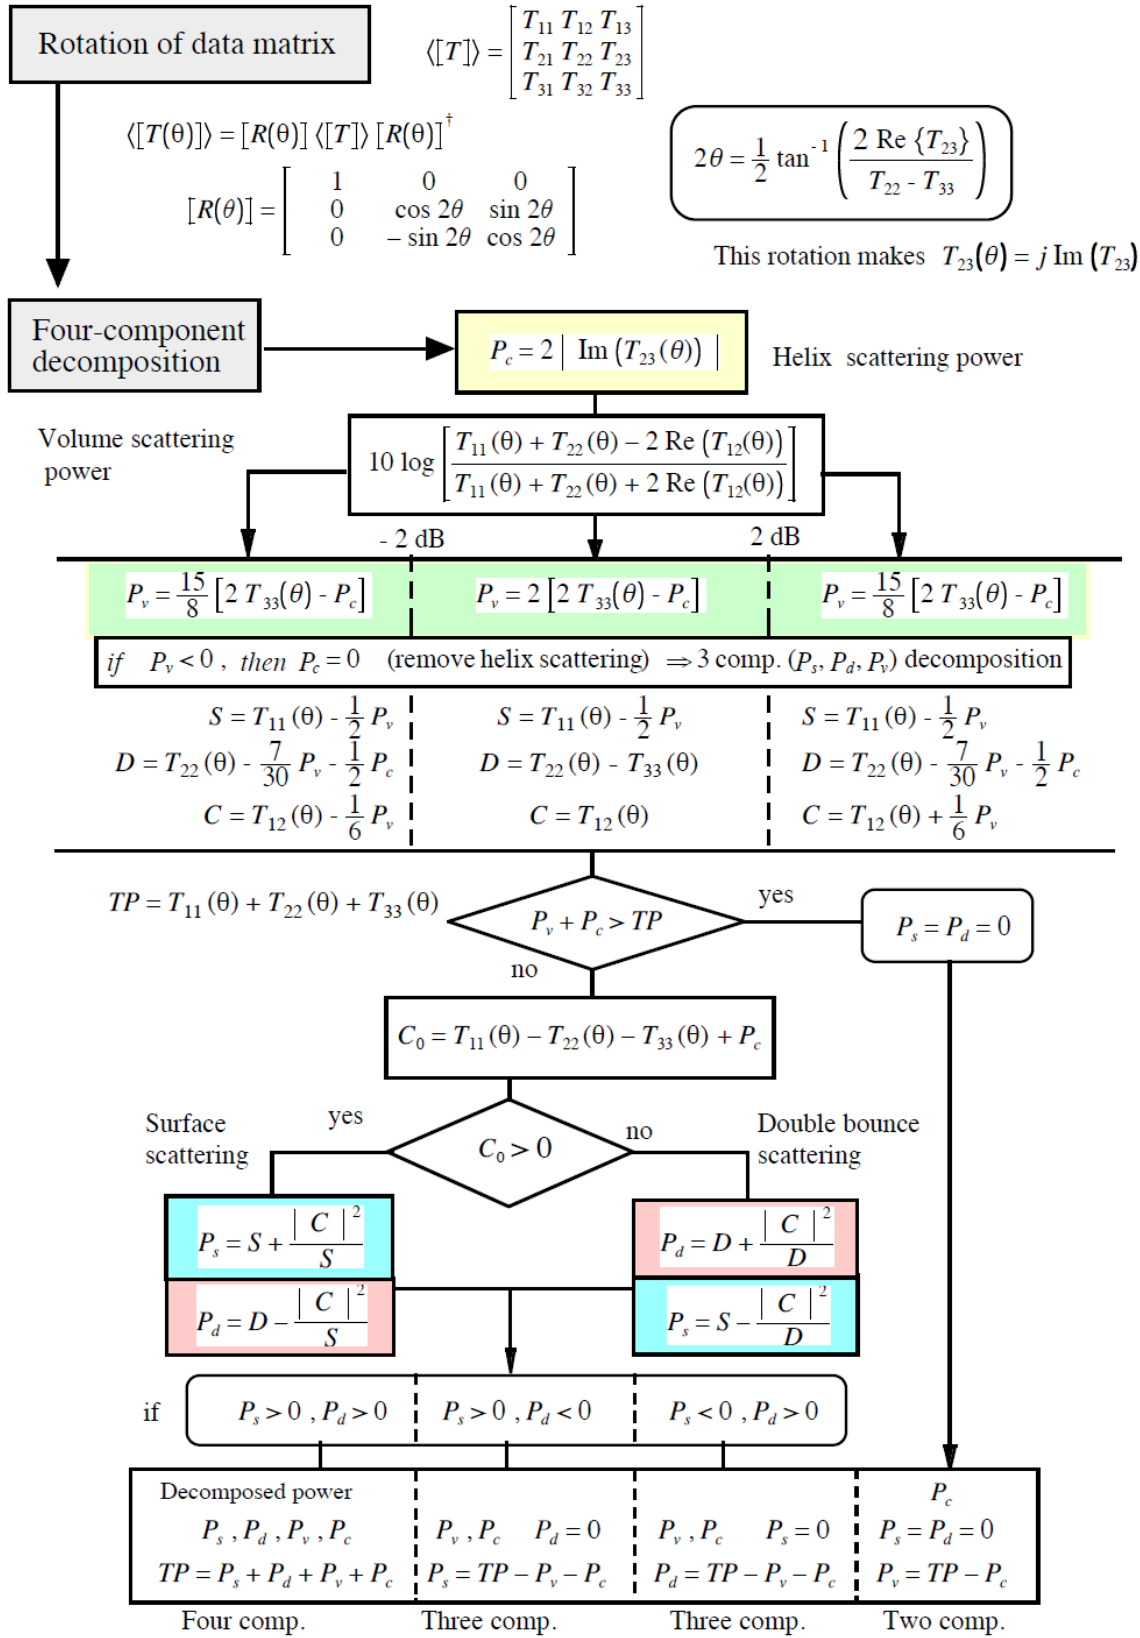 Rotation of data matrix
⟨[T]⟩ = [ T11 T12 T13
T21 T22 T23
T31 T32 T33 ]
⟨[T(θ)]⟩ = [R(θ)] ⟨[T]⟩ [R(θ)]†
2θ = 1/2 tan-1 ( 2 Re {T23} / T22 - T33 )
[R(θ)] = [ 1 0 0
0 cos 2θ sin 2θ
0 − sin 2θ cos 2θ ]
This rotation makes T23(θ) = j Im (T23)
Four-component
decomposition
Pc = 2 | Im (T23(θ)) |
Helix scattering power
Volume scattering
power
10 log [ T11(θ) + T22(θ) − 2 Re (T12(θ)) / T11(θ) + T22(θ) + 2 Re (T12(θ)) ]
- 2 dB 2 dB
Pv = 15/8 [2 T33(θ) - Pc] Pv = 2 [2 T33(θ) - Pc] Pv = 15/8 [2 T33(θ) - Pc]
if Pv < 0 , then Pc = 0 (remove helix scattering) ⇒ 3 comp. (Ps, Pd, Pv) decomposition
S = T11(θ) - 1/2 Pv S = T11(θ) - 1/2 Pv S = T11(θ) - 1/2 Pv
D = T22(θ) - 7/30 Pv - 1/2 Pc D = T22(θ) - T33(θ) D = T22(θ) - 7/30 Pv - 1/2 Pc
C = T12(θ) - 1/6 Pv C = T12(θ) C = T12(θ) + 1/6 Pv
TP = T11(θ) + T22(θ) + T33(θ)
Pv + Pc > TP
yes
Ps = Pd = 0
no
C0 = T11(θ) − T22(θ) − T33(θ) + Pc
Surface
scattering
yes
C0 > 0
no
Double bounce
scattering
Ps = S + | C |2 / S
Pd = D − | C |2 / S
Pd = D + | C |2 / D
Ps = S − | C |2 / D
if Ps > 0 , Pd > 0 Ps > 0 , Pd < 0 Ps < 0 , Pd > 0
Decomposed power Pc
Ps , Pd , Pv , Pc Pv , Pc Pd = 0 Pv , Pc Ps = 0 Ps = Pd = 0
TP = Ps + Pd + Pv + Pc Ps = TP − Pv − Pc Pd = TP − Pv − Pc Pv = TP − Pc
Four comp. Three comp. Three comp. Two comp.